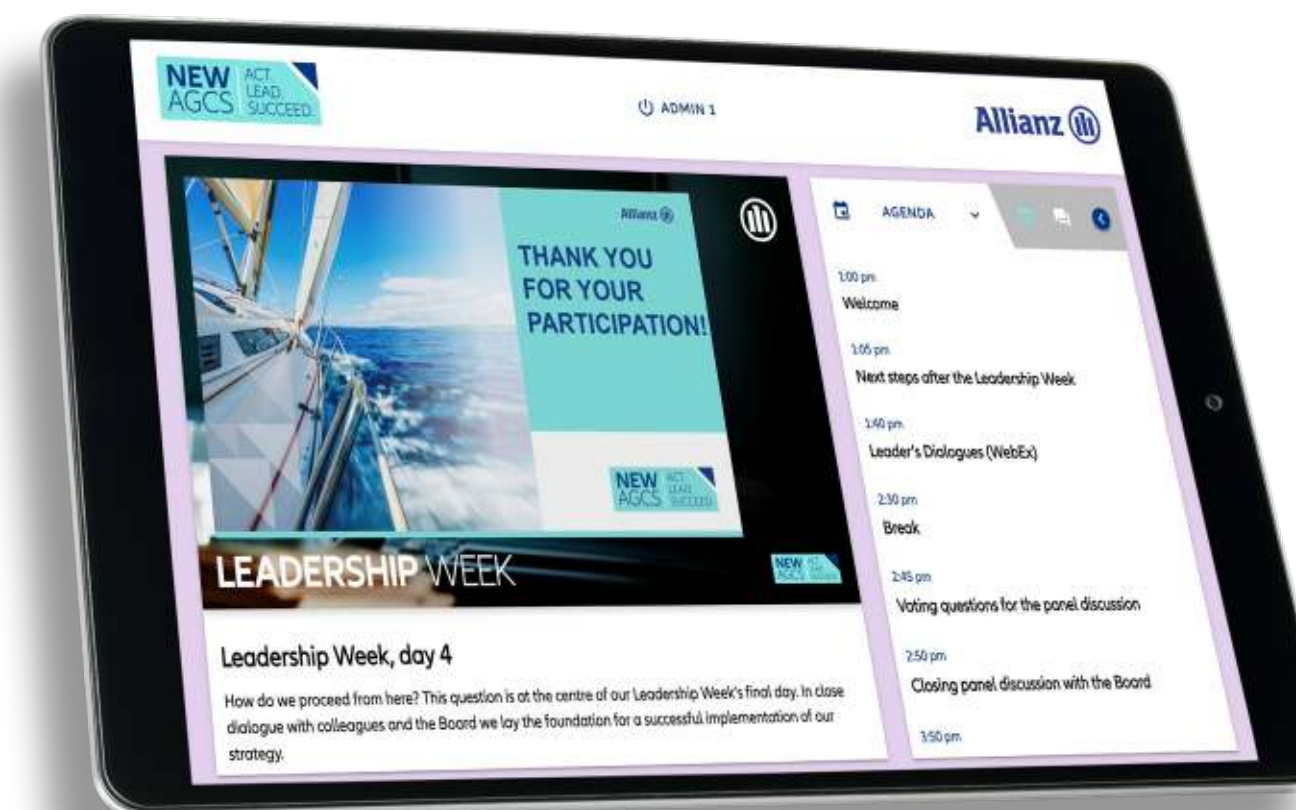 NEW
AGCS
ACT.
LEAD.
SUCCEED.
ADMIN 1
Allianz
Allianz
THANK YOU
FOR YOUR
PARTICIPATION!
NEW
AGCS
ACT.
LEAD.
SUCCEED.
LEADERSHIP WEEK
NEW
AGCS
Leadership Week, day 4
How do we proceed from here? This question is at the centre of our Leadership Week's final day. In close
dialogue with colleagues and the Board we lay the foundation for a successful implementation of our
strategy.
AGENDA
1:00 pm
Welcome
1:05 pm
Next steps after the Leadership Week
1:40 pm
Leader's Dialogues (WebEx)
2:30 pm
Break
2:45 pm
Voting questions for the panel discussion
2:50 pm
Closing panel discussion with the Board
3:50 pm